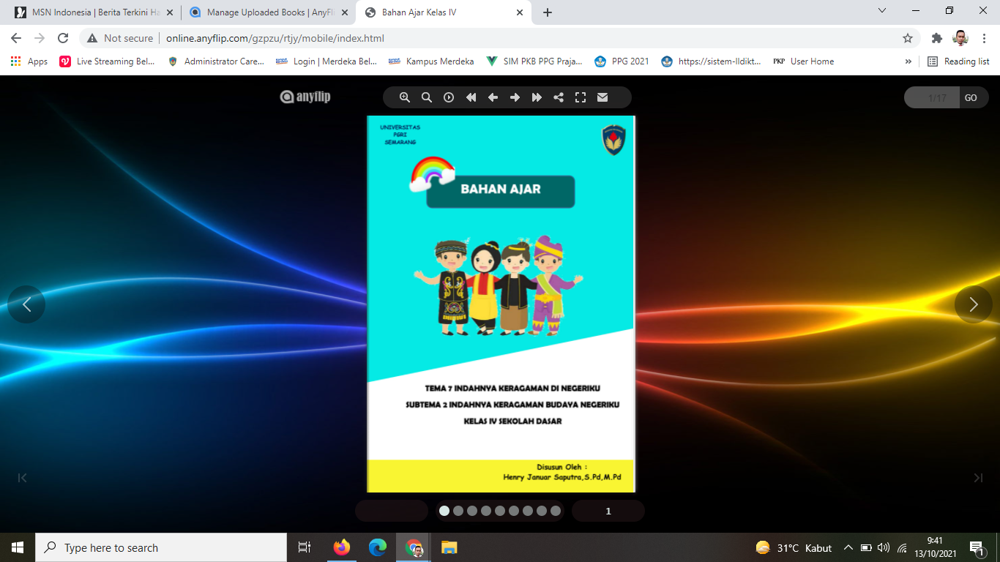 MSN Indonesia | Berita Terkini Ha
Manage Uploaded Books | AnyFli
Bahan Ajar Kelas IV
Not secure
online.anyflip.com/gzpzu/rtjy/mobile/index.html
Apps
Live Streaming Bel...
Administrator Care...
Login | Merdeka Bel...
Kampus Merdeka
SIM PKB PPG Praja...
PPG 2021
https://sistem-lldikt...
PKP User Home
»
Reading list
anyflip
1/17
GO
UNIVERSITAS
PGRI
SEMARANG
BAHAN AJAR
TEMA 7 INDAHNYA KERAGAMAN DI NEGERIKU
SUBTEMA 2 INDAHNYA KERAGAMAN BUDAYA NEGERIKU
KELAS IV SEKOLAH DASAR
Disusun Oleh :
Henry Januar Saputra,S.Pd,M.Pd
1
Type here to search
31°C Kabut
9:41
13/10/2021
1